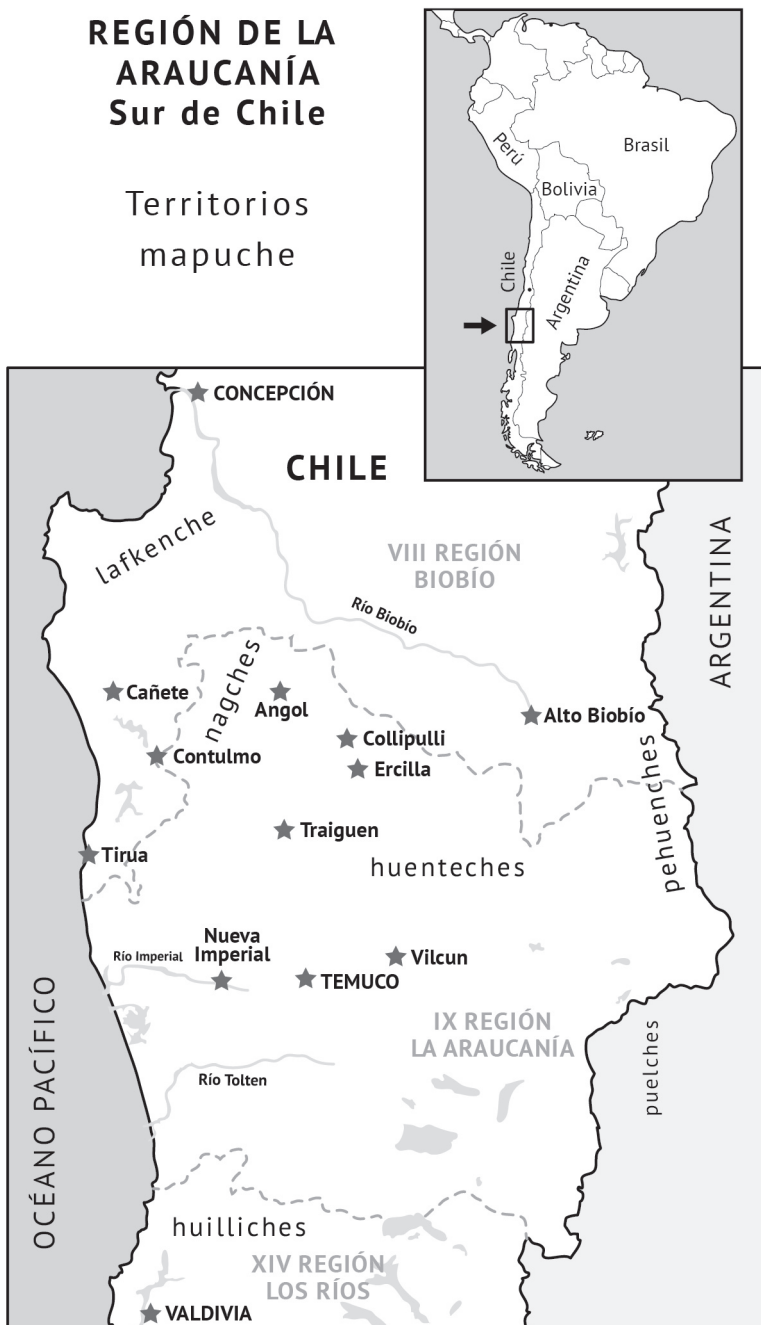 REGIÓN DE LA
ARAUCANÍA
Sur de Chile
Territorios
mapuche
Perú
Brasil
Bolivia
Chile
Argentina
CONCEPCIÓN
CHILE
lafkenche
VIII REGIÓN
BIOBÍO
Río Biobío
ARGENTINA
nagches
Cañete
Angol
Alto Biobío
Collipulli
Contulmo
Ercilla
pehuenches
Traiguen
Tirua
huenteches
Nueva
Imperial
Río Imperial
Vilcun
TEMUCO
OCÉANO PACÍFICO
IX REGIÓN
LA ARAUCANÍA
puelches
Río Tolten
huilliches
XIV REGIÓN
LOS RÍOS
VALDIVIA